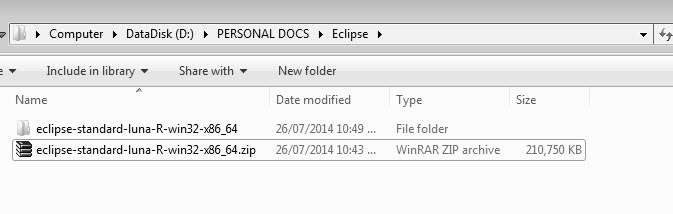 Computer DataDisk (D:) PERSONAL DOCS Eclipse
Include in library Share with New folder
Name Date modified Type Size
eclipse-standard-luna-R-win32-x86_64 26/07/2014 10:49 ... File folder
eclipse-standard-luna-R-win32-x86_64.zip 26/07/2014 10:43 ... WinRAR ZIP archive 210,750 KB